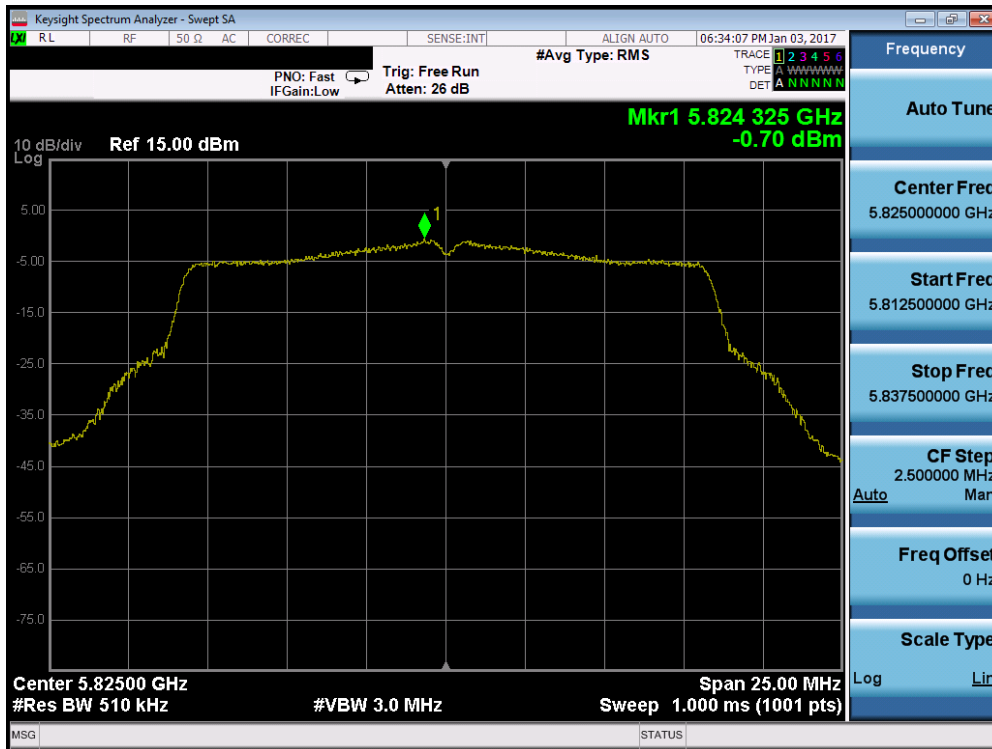 Keysight Spectrum Analyzer - Swept SA
LXI RL RF 50 Ω AC CORREC SENSE:INT ALIGN AUTO 06:34:07 PM Jan 03, 2017
#Avg Type: RMS
TRACE 1 2 3 4 5 6
TYPE A WWWWW
DET A N N N N N
PNO: Fast Trig: Free Run
IFGain:Low Atten: 26 dB
Mkr1 5.824 325 GHz
-0.70 dBm
10 dB/div Ref 15.00 dBm
Log
1
5.00
-5.00
-15.0
-25.0
-35.0
-45.0
-55.0
-65.0
-75.0
Center 5.82500 GHz Span 25.00 MHz
#Res BW 510 kHz #VBW 3.0 MHz Sweep 1.000 ms (1001 pts)
MSG STATUS
Frequency
Auto Tune
Center Freq
5.825000000 GHz
Start Freq
5.812500000 GHz
Stop Freq
5.837500000 GHz
CF Step
2.500000 MHz
Auto Man
Freq Offset
0 Hz
Scale Type
Log Lin